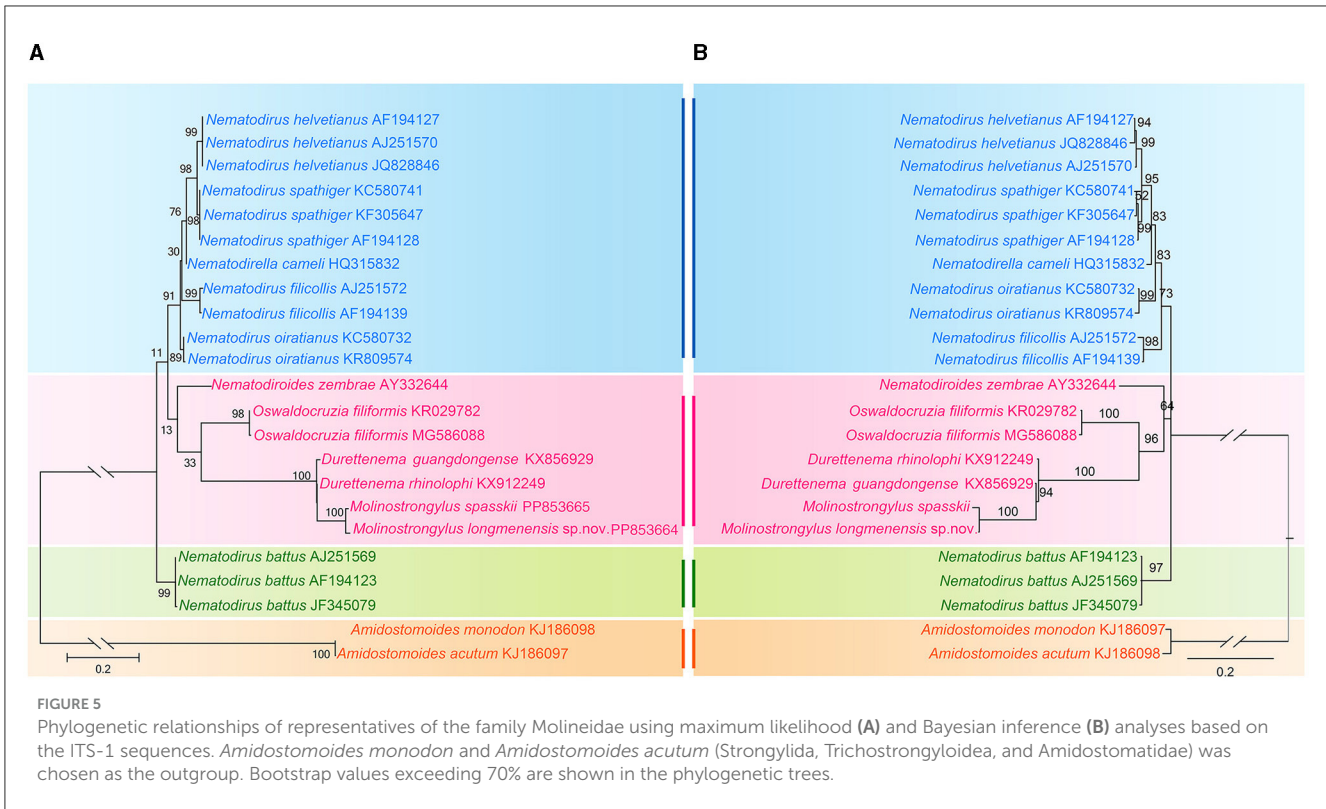 A
B
Nematodirus helvetianus AF194127
Nematodirus helvetianus AJ251570
Nematodirus helvetianus JQ828846
Nematodirus spathiger KC580741
Nematodirus spathiger KF305647
Nematodirus spathiger AF194128
Nematodirella cameli HQ315832
Nematodirus filicollis AJ251572
Nematodirus filicollis AF194139
Nematodirus oiratianus KC580732
Nematodirus oiratianus KR809574
Nematodiroides zembrae AY332644
Oswaldocruzia filiformis KR029782
Oswaldocruzia filiformis MG586088
Durettenema guangdongense KX856929
Durettenema rhinolophi KX912249
Molinostrongylus spasskii PP853665
Molinostrongylus longmenensis sp.nov.PP853664
Nematodirus battus AJ251569
Nematodirus battus AF194123
Nematodirus battus JF345079
Amidostomoides monodon KJ186098
Amidostomoides acutum KJ186097
99
98
76
98
30
99
91
89
11
13
98
33
100
100
99
100
0.2
Nematodirus helvetianus AF194127
Nematodirus helvetianus JQ828846
Nematodirus helvetianus AJ251570
Nematodirus spathiger KC580741
Nematodirus spathiger KF305647
Nematodirus spathiger AF194128
Nematodirella cameli HQ315832
Nematodirus oiratianus KC580732
Nematodirus oiratianus KR809574
Nematodirus filicollis AJ251572
Nematodirus filicollis AF194139
Nematodiroides zembrae AY332644
Oswaldocruzia filiformis KR029782
Oswaldocruzia filiformis MG586088
Durettenema rhinolophi KX912249
Durettenema guangdongense KX856929
Molinostrongylus spasskii
Molinostrongylus longmenensis sp.nov.
Nematodirus battus AF194123
Nematodirus battus AJ251569
Nematodirus battus JF345079
Amidostomoides monodon KJ186097
Amidostomoides acutum KJ186098
94
99
95
52
83
99
83
99
73
98
64
100
96
100
94
100
97
0.2
FIGURE 5
Phylogenetic relationships of representatives of the family Molineidae using maximum likelihood (A) and Bayesian inference (B) analyses based on
the ITS-1 sequences. Amidostomoides monodon and Amidostomoides acutum (Strongylida, Trichostrongyloidea, and Amidostomatidae) was
chosen as the outgroup. Bootstrap values exceeding 70% are shown in the phylogenetic trees.